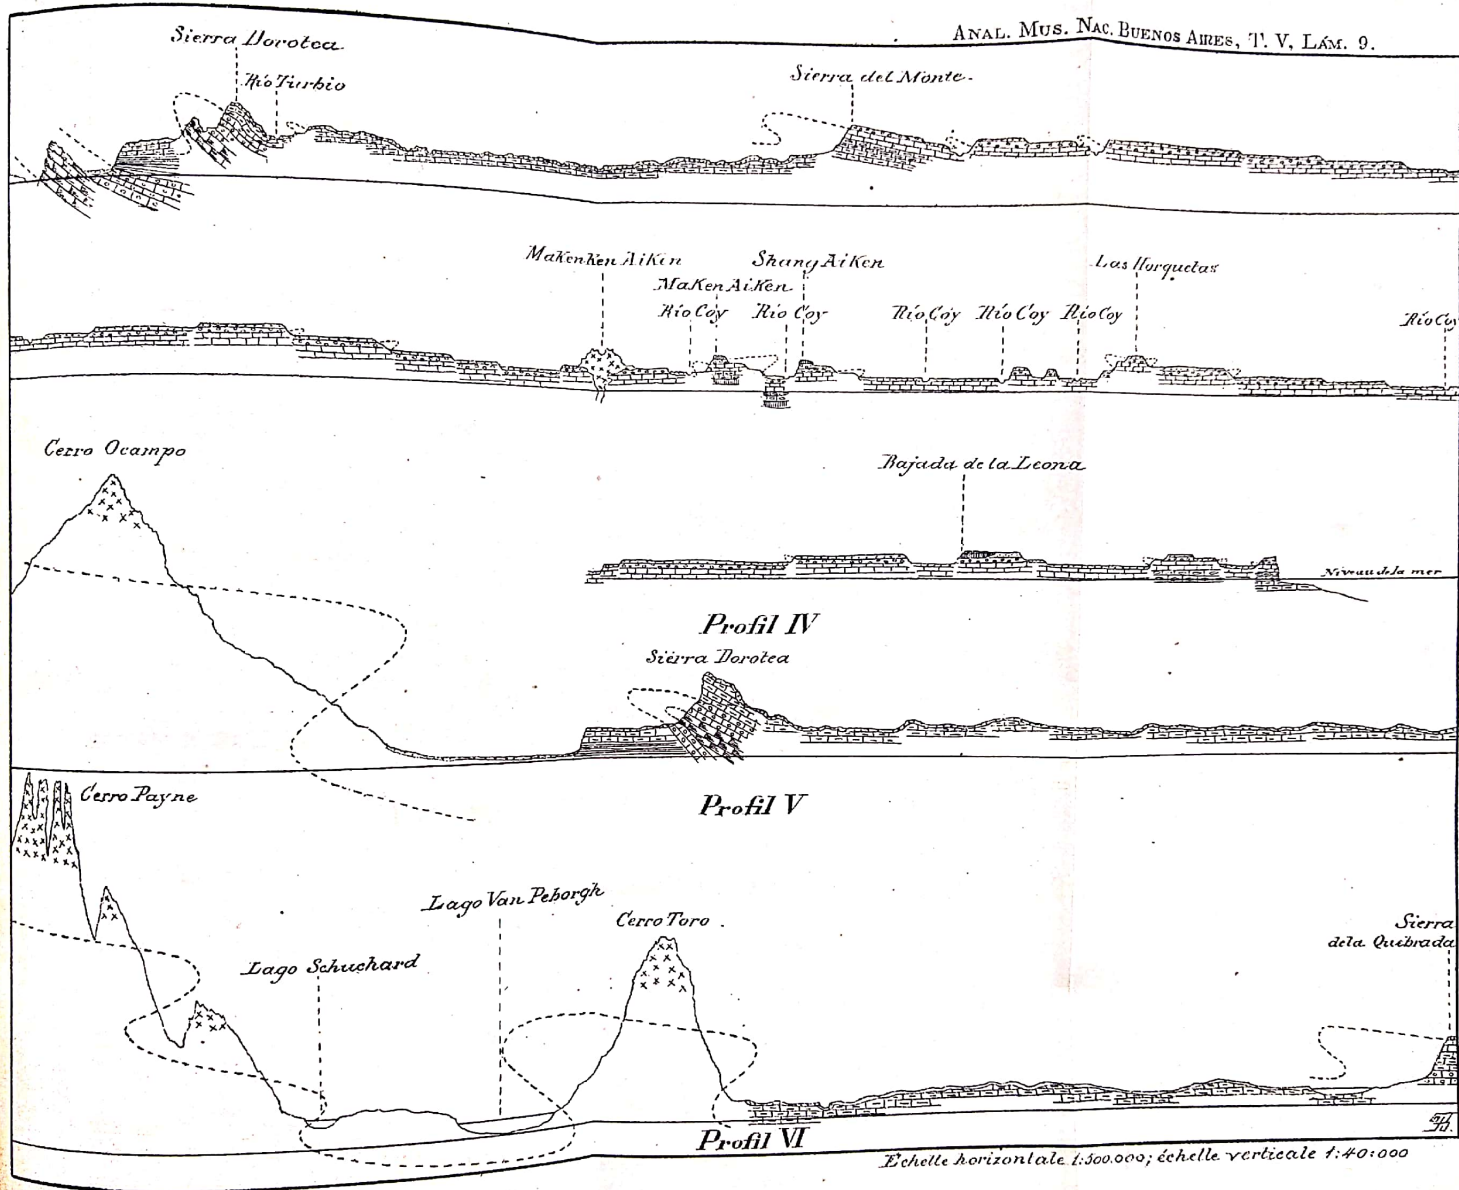 ANAL. MUS. NAC. BUENOS AIRES, T. V, LÁM. 9.
Sierra Dorotea
Río Turbio
Sierra del Monte
MaKenKen AiKen
Shang AiKen
Las Horquetas
MaKen AiKen
Río Coy
Río Coy
Río Coy
Río Coy
Río Coy
Río Coy
Cerro Ocampo
Bajada de la Leona
Niveau de la mer
Profil IV
Sierra Dorotea
Profil V
Cerro Payne
Lago Van Peborgh
Cerro Toro
Sierra
de la Quebrada
Lago Schuchard
Profil VI
Echelle horizontale 1:500.000; échelle verticale 1:40:000